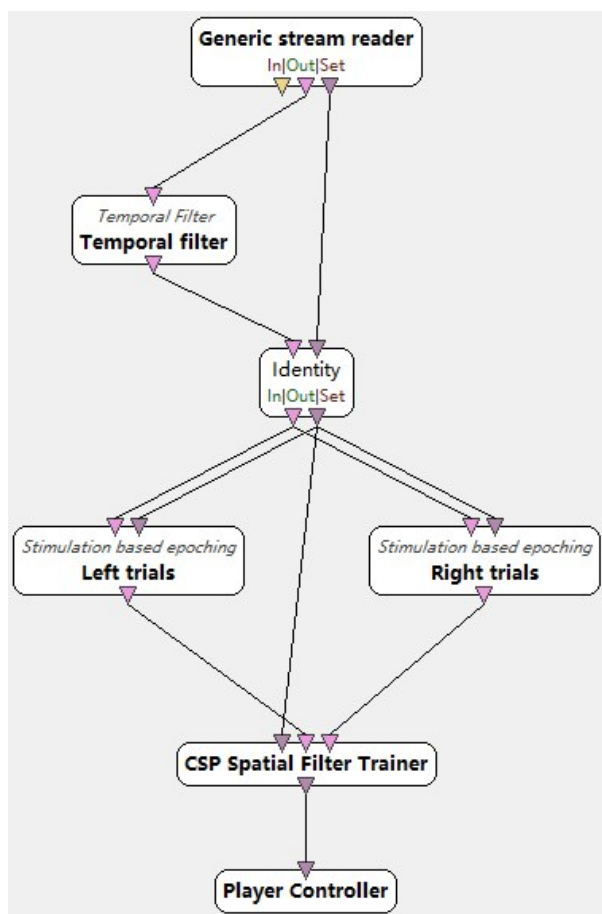 Generic stream reader
In|Out|Set
Temporal Filter
Temporal filter
Identity
In|Out|Set
Stimulation based epoching
Left trials
Stimulation based epoching
Right trials
CSP Spatial Filter Trainer
Player Controller